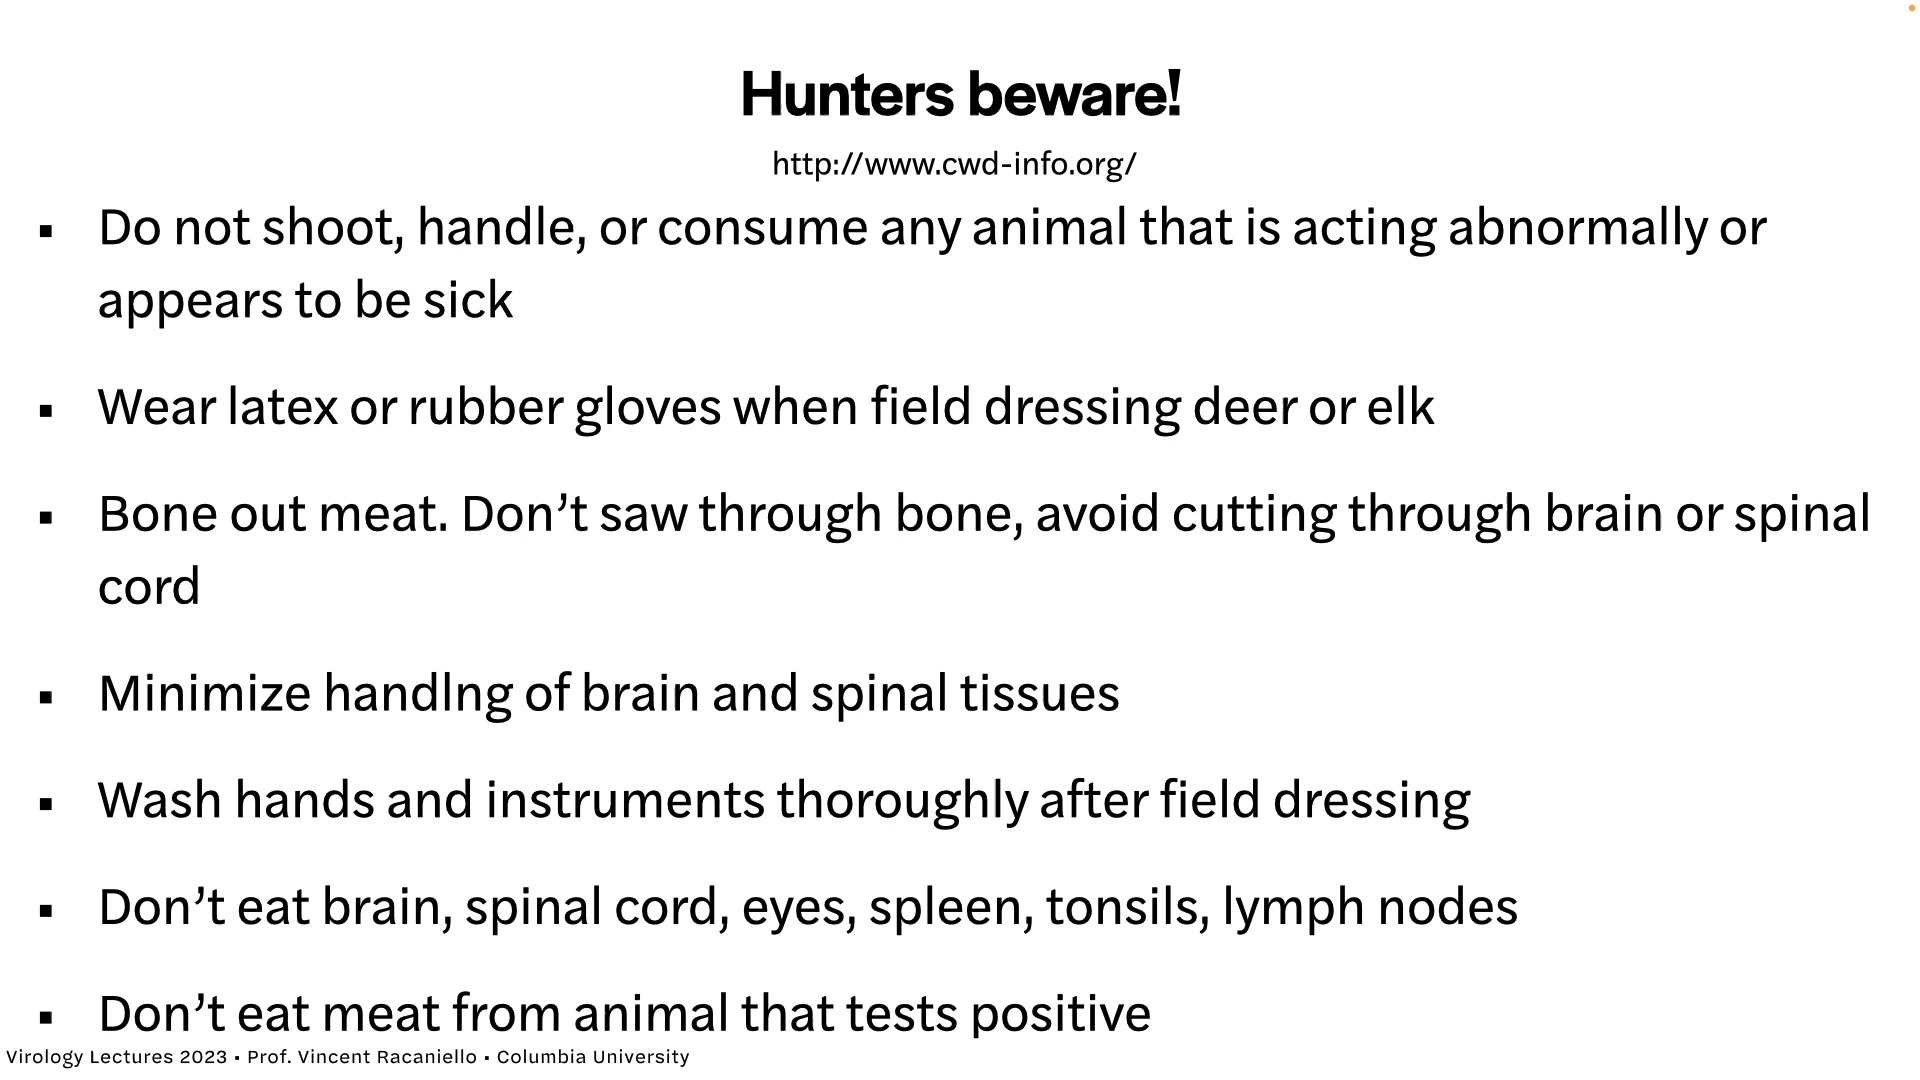 Hunters beware!
http://www.cwd-info.org/
▪ Do not shoot, handle, or consume any animal that is acting abnormally or
appears to be sick
▪ Wear latex or rubber gloves when field dressing deer or elk
▪ Bone out meat. Don’t saw through bone, avoid cutting through brain or spinal
cord
▪ Minimize handlng of brain and spinal tissues
▪ Wash hands and instruments thoroughly after field dressing
▪ Don’t eat brain, spinal cord, eyes, spleen, tonsils, lymph nodes
▪ Don’t eat meat from animal that tests positive
Virology Lectures 2023 • Prof. Vincent Racaniello • Columbia University